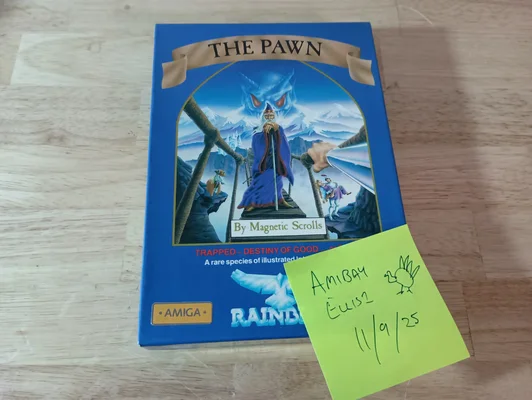 THE PAWN
By Magnetic Scrolls
TRAPPED - DESTINY OF GOOD
A rare species of illustrated
RAINB
AMIGA
AMIBAY
11/9/25